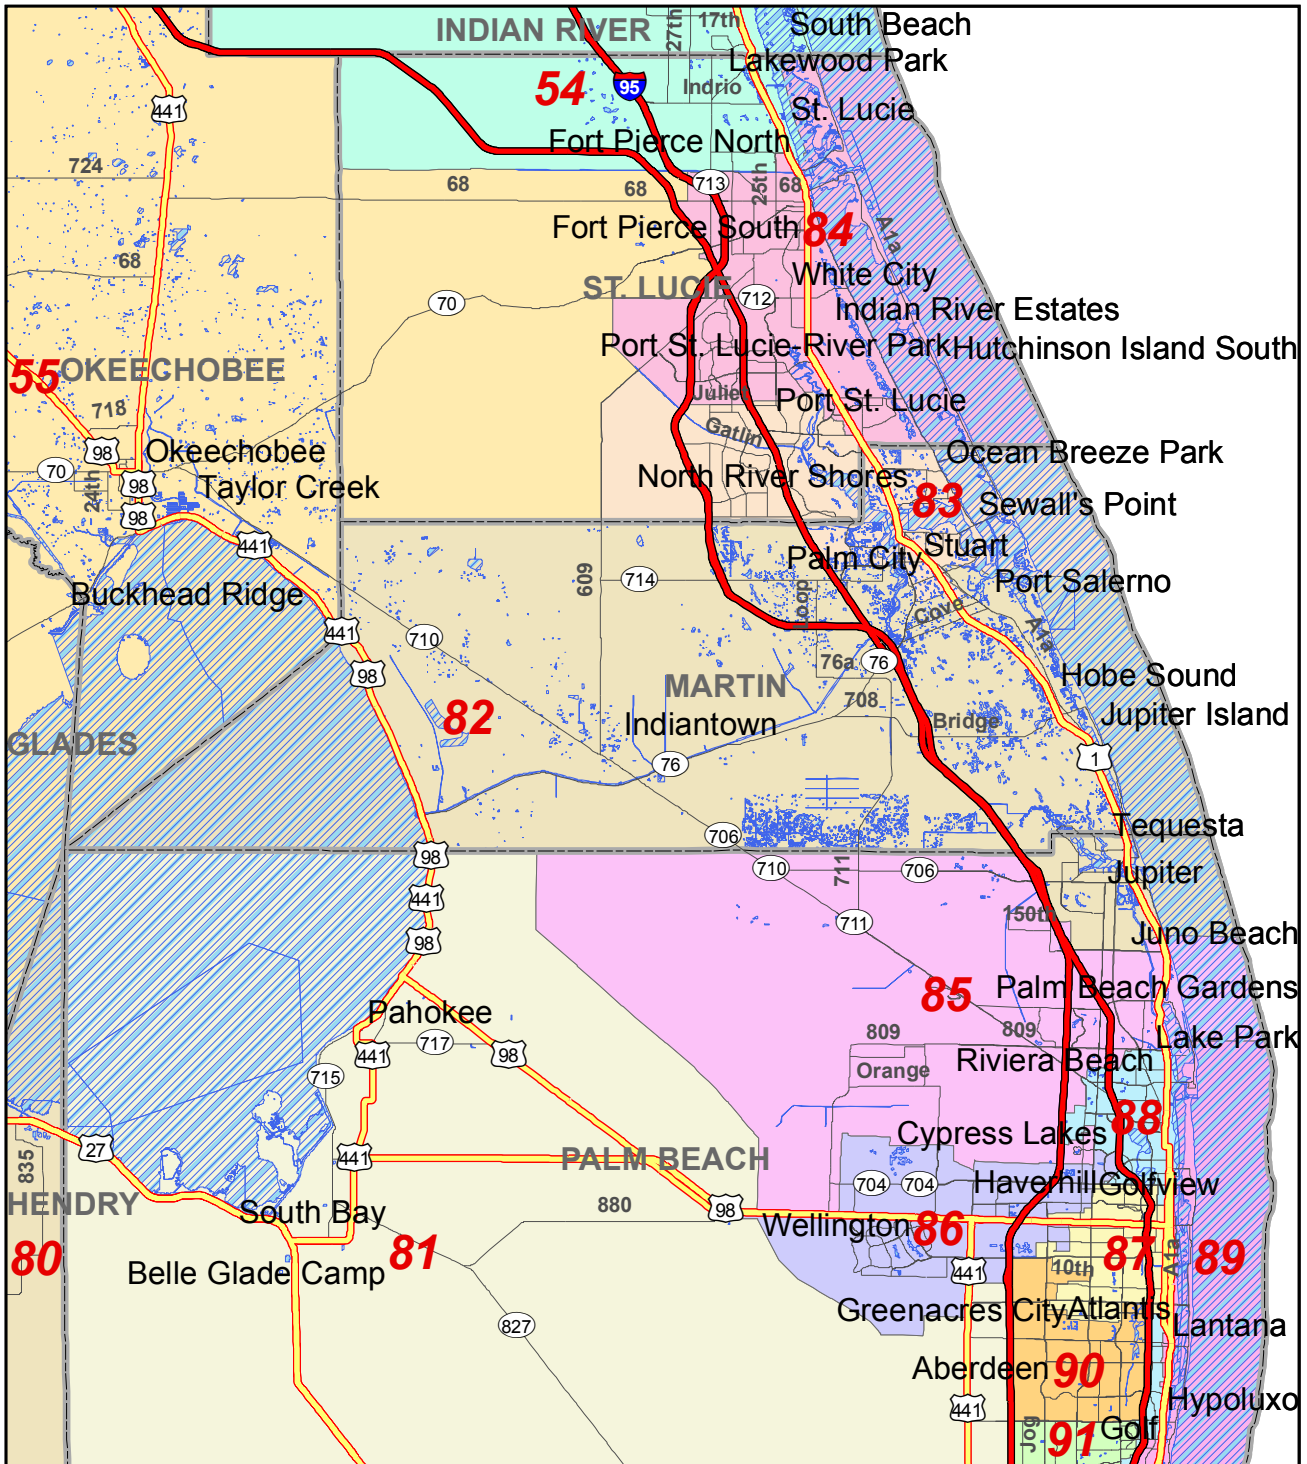 INDIAN RIVER
27th
17th
South Beach
Lakewood Park
54
95
Indrio
441
St. Lucie
Fort Pierce North
724
68
68
713
25th
68
Fort Pierce South
84
A1a
68
White City
ST. LUCIE
70
712
Indian River Estates
Port St. Lucie-River Park
Hutchinson Island South
55
OKEECHOBEE
Juliet
Port St. Lucie
718
Gatlin
98
Okeechobee
Ocean Breeze Park
70
24th
98
Taylor Creek
North River Shores
83
Sewall's Point
98
441
Palm City
Stuart
609
714
Port Salerno
Buckhead Ridge
Loop
Cove
441
710
A1a
98
76a
76
Hobe Sound
MARTIN
82
708
Indiantown
Bridge
Jupiter Island
GLADES
76
1
706
Tequesta
98
710
711
706
Jupiter
441
711
150th
98
Juno Beach
85
Palm Beach Gardens
Pahokee
717
809
809
Lake Park
441
98
Riviera Beach
715
Orange
88
Cypress Lakes
27
835
441
PALM BEACH
704
704
Haverhill
Golfview
HENDRY
South Bay
880
98
Wellington
86
80
81
87
A1a
89
Belle Glade Camp
441
10th
827
Greenacres City
Atlantis
Lantana
Aberdeen
90
441
Hypoluxo
Jog
91
Golf